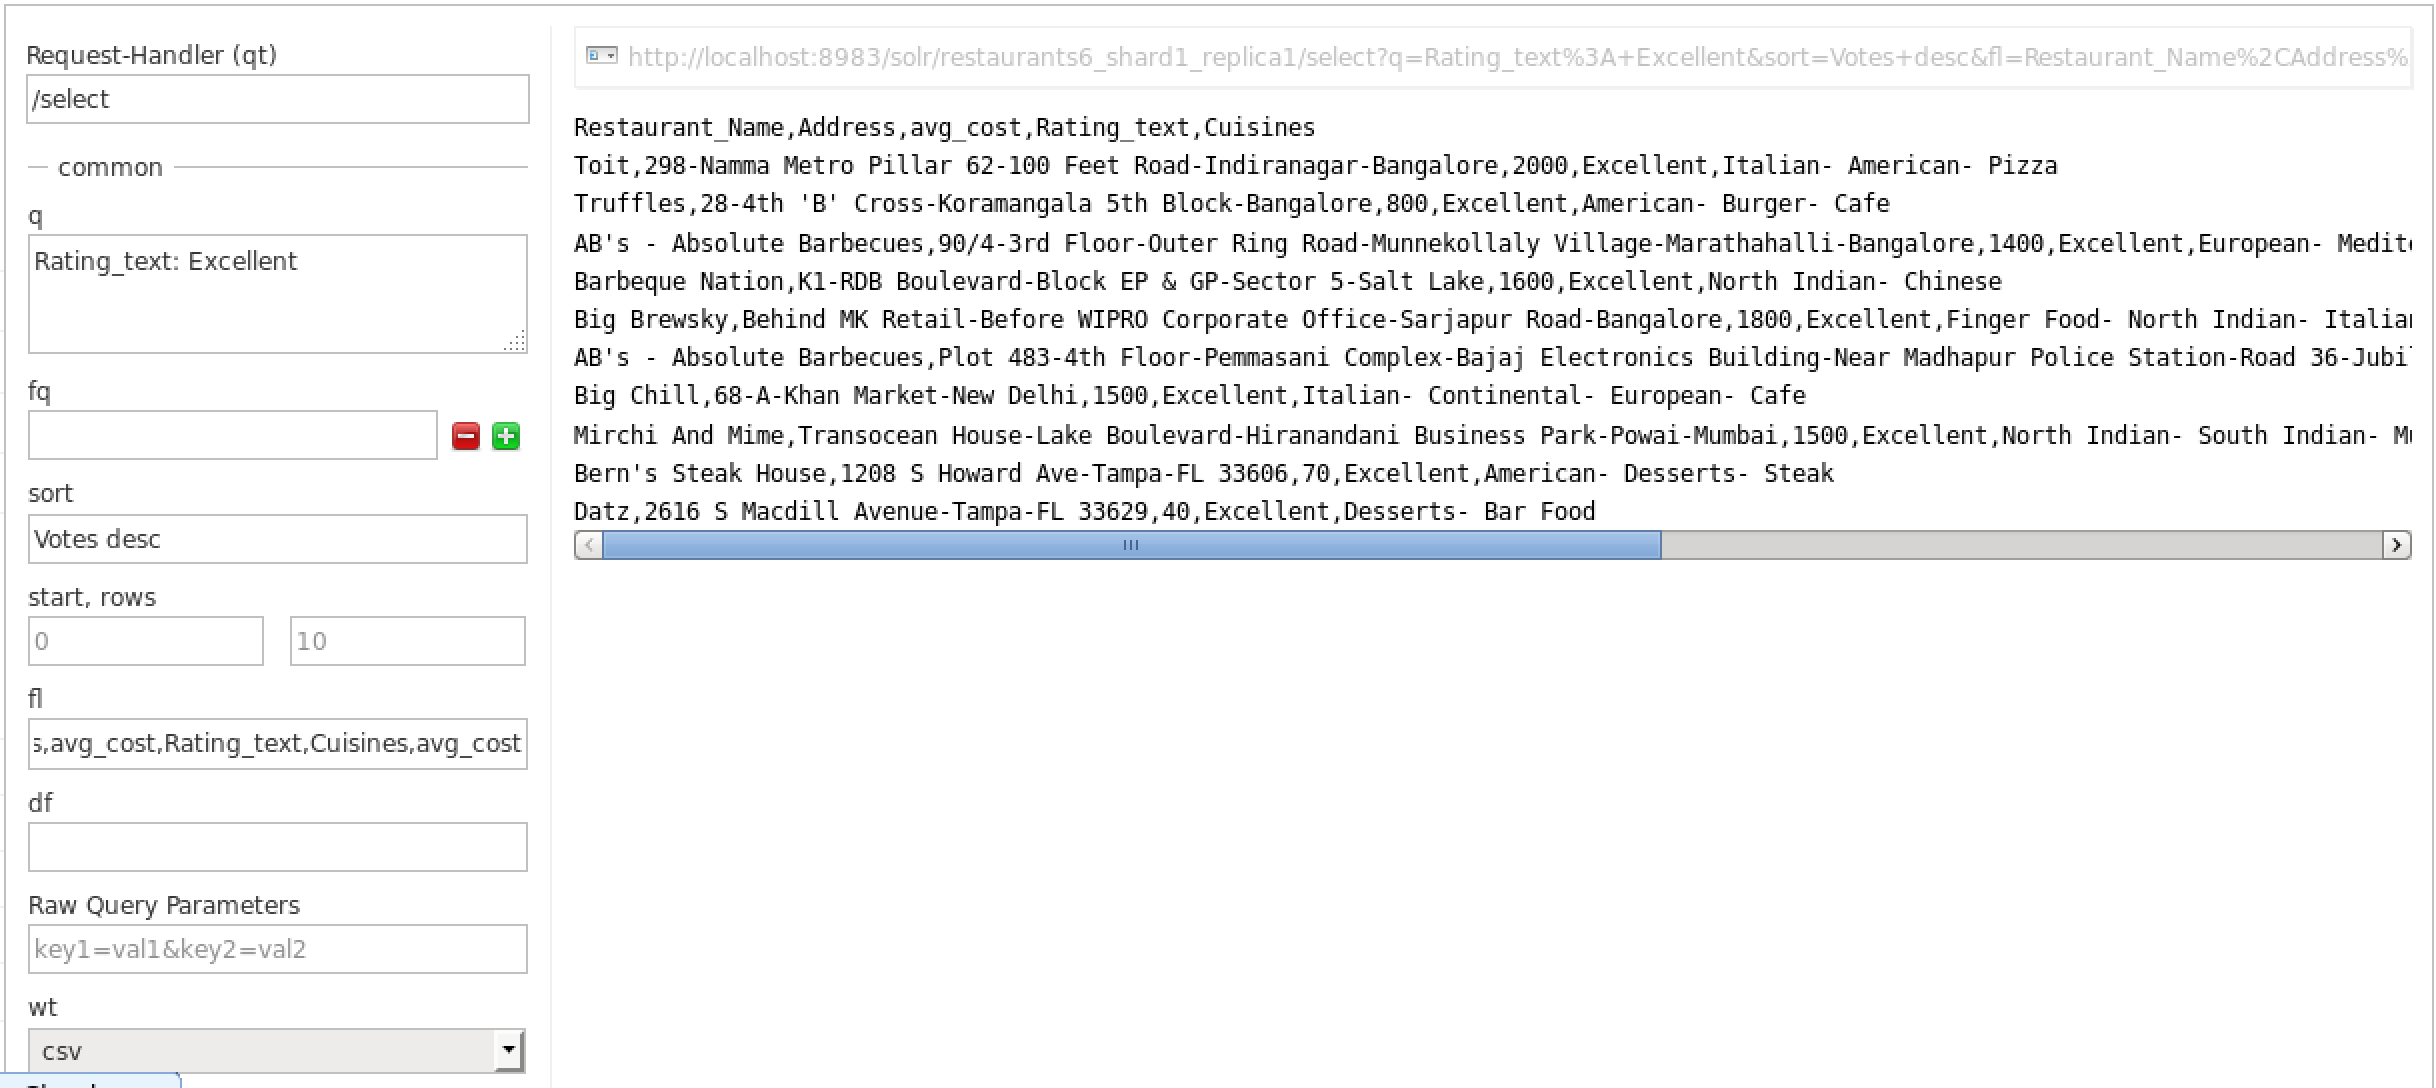 Request-Handler (qt)
/select
common
q
Rating_text: Excellent
fq
sort
Votes desc
start, rows
0 10
fl
s,avg_cost,Rating_text,Cuisines,avg_cost
df
Raw Query Parameters
key1=val1&key2=val2
wt
csv
http://localhost:8983/solr/restaurants6_shard1_replica1/select?q=Rating_text%3A+Excellent&sort=Votes+desc&fl=Restaurant_Name%2CAddress%
Restaurant_Name,Address,avg_cost,Rating_text,Cuisines
Toit,298-Namma Metro Pillar 62-100 Feet Road-Indiranagar-Bangalore,2000,Excellent,Italian- American- Pizza
Truffles,28-4th 'B' Cross-Koramangala 5th Block-Bangalore,800,Excellent,American- Burger- Cafe
AB's - Absolute Barbecues,90/4-3rd Floor-Outer Ring Road-Munnekollaly Village-Marathahalli-Bangalore,1400,Excellent,European- Medit
Barbeque Nation,K1-RDB Boulevard-Block EP & GP-Sector 5-Salt Lake,1600,Excellent,North Indian- Chinese
Big Brewsky,Behind MK Retail-Before WIPRO Corporate Office-Sarjapur Road-Bangalore,1800,Excellent,Finger Food- North Indian- Italian
AB's - Absolute Barbecues,Plot 483-4th Floor-Pemmasani Complex-Bajaj Electronics Building-Near Madhapur Police Station-Road 36-Jubi
Big Chill,68-A-Khan Market-New Delhi,1500,Excellent,Italian- Continental- European- Cafe
Mirchi And Mime,Transocean House-Lake Boulevard-Hiranandani Business Park-Powai-Mumbai,1500,Excellent,North Indian- South Indian- M
Bern's Steak House,1208 S Howard Ave-Tampa-FL 33606,70,Excellent,American- Desserts- Steak
Datz,2616 S Macdill Avenue-Tampa-FL 33629,40,Excellent,Desserts- Bar Food